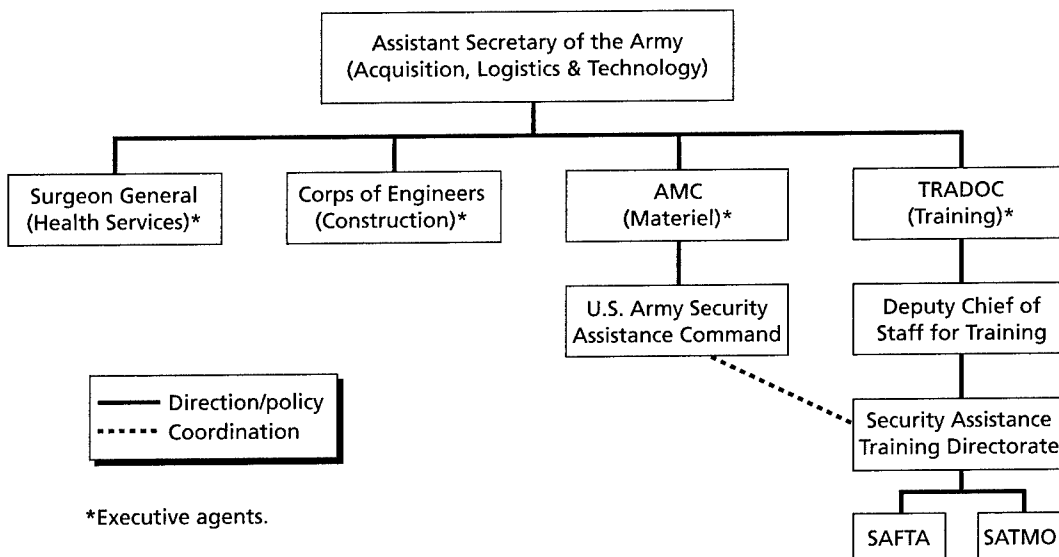 Assistant Secretary of the Army
(Acquisition, Logistics & Technology)
Surgeon General
(Health Services)*
Corps of Engineers
(Construction)*
AMC
(Materiel)*
TRADOC
(Training)*
U.S. Army Security
Assistance Command
Deputy Chief of
Staff for Training
Direction/policy
Coordination
Security Assistance
Training Directorate
*Executive agents.
SAFTA
SATMO